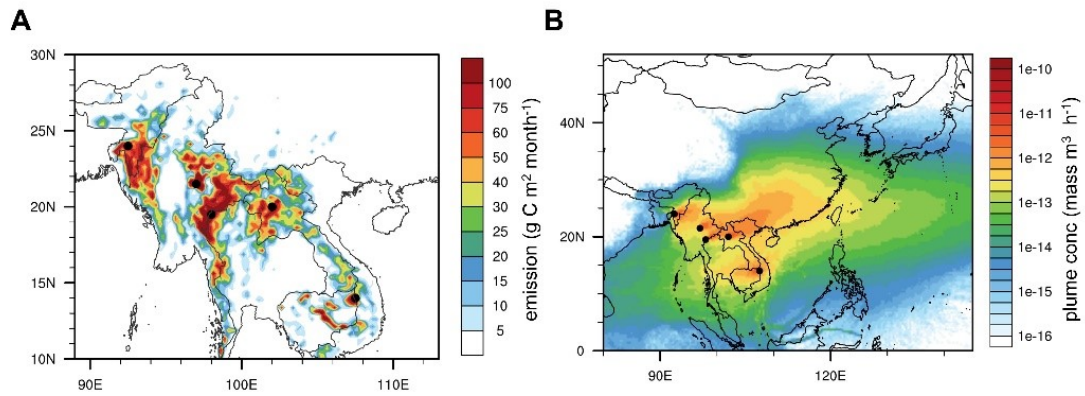 A
30N
25N
20N
15N
10N
90E
100E
110E
100
75
60
50
40
30
25
20
15
10
5
emission (g C m² month⁻¹)
B
40N
20N
0
90E
120E
1e-10
1e-11
1e-12
1e-13
1e-14
1e-15
1e-16
plume conc (mass m³ h⁻¹)